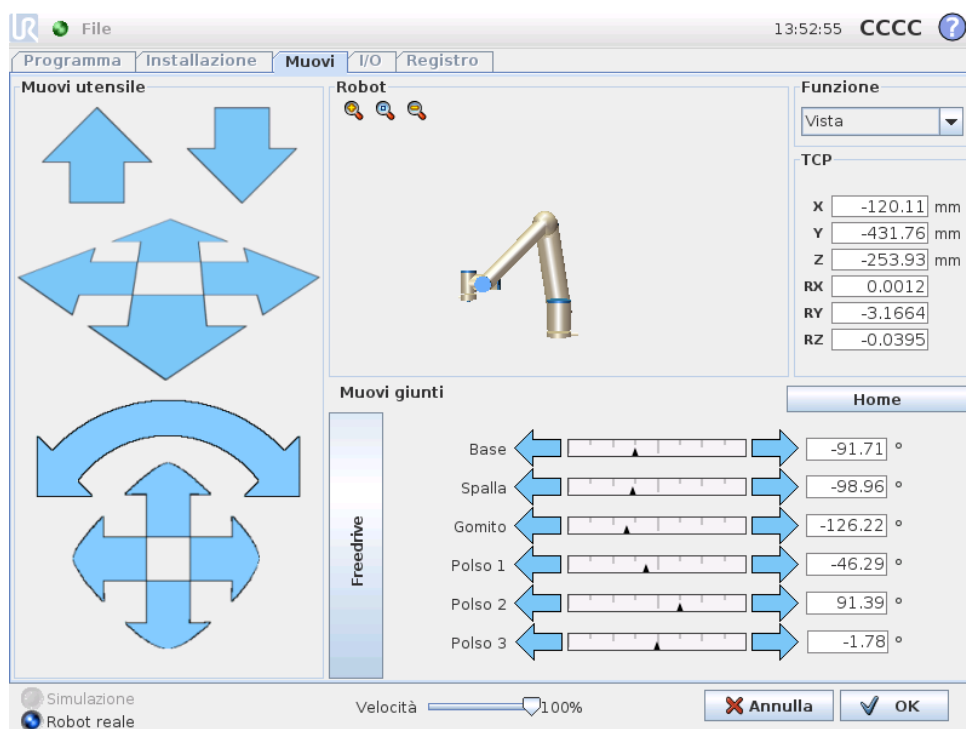 UR File 13:52:55 CCCC ?
Programma Installazione Muovi I/O Registro
Muovi utensile
Robot
Funzione
Vista
TCP
X -120.11 mm
Y -431.76 mm
Z -253.93 mm
RX 0.0012
RY -3.1664
RZ -0.0395
Muovi giunti
Home
Freedrive
Base -91.71 °
Spalla -98.96 °
Gomito -126.22 °
Polso 1 -46.29 °
Polso 2 91.39 °
Polso 3 -1.78 °
Simulazione
Robot reale
Velocità 100%
Annulla
OK